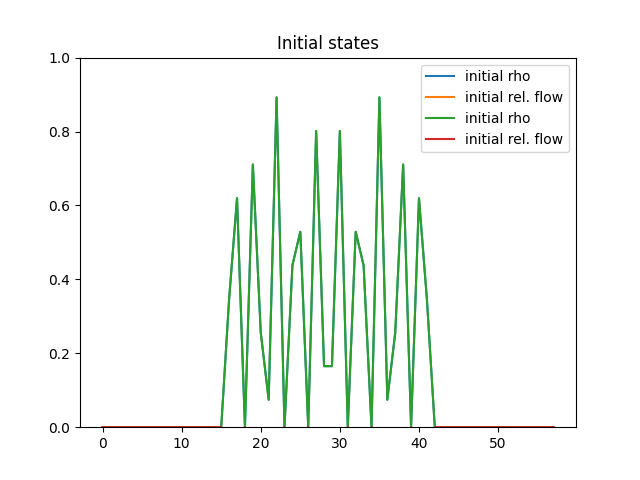 Initial states
1.0
0.8
0.6
0.4
0.2
0.0
initial rho
initial rel. flow
initial rho
initial rel. flow
0 10 20 30 40 50